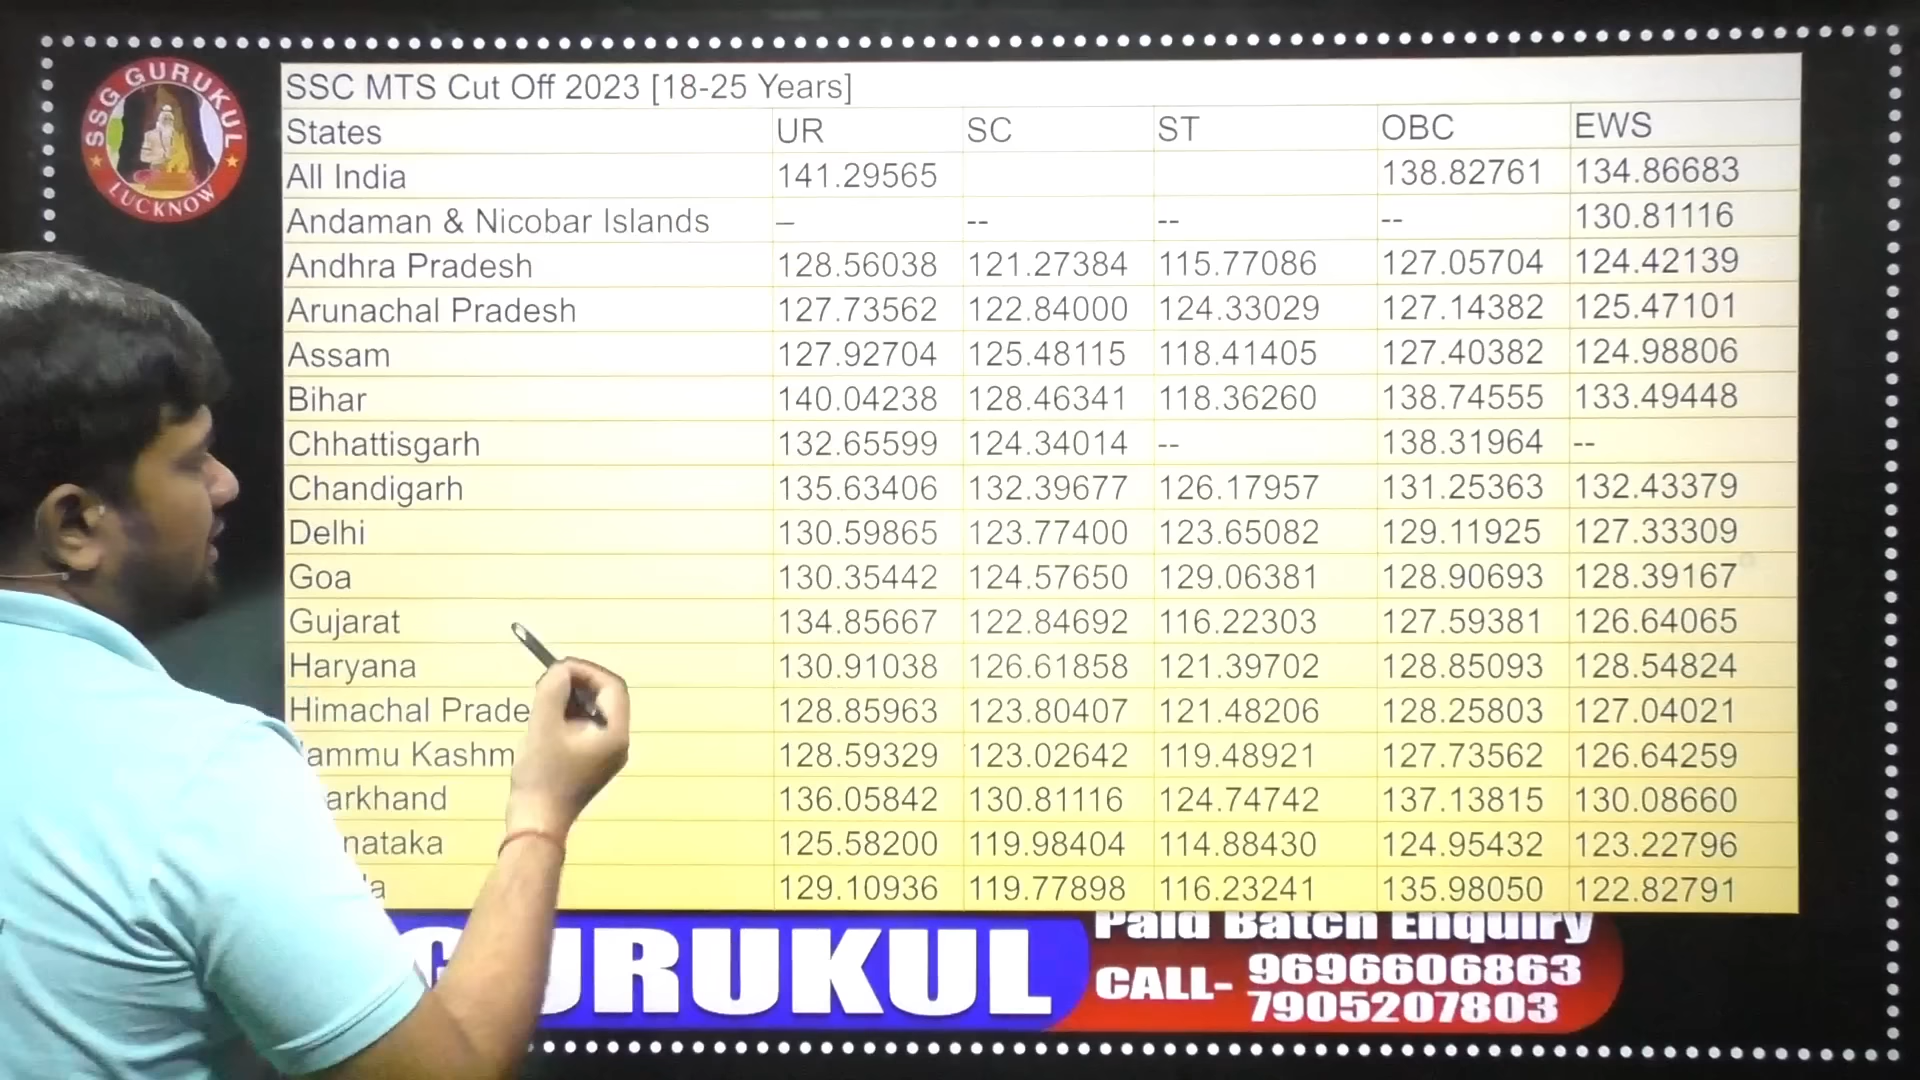 SSG GURUKUL
LUCKNOW
SSC MTS Cut Off 2023 [18-25 Years]
States UR SC ST OBC EWS
All India 141.29565 138.82761 134.86683
Andaman & Nicobar Islands – -- -- -- 130.81116
Andhra Pradesh 128.56038 121.27384 115.77086 127.05704 124.42139
Arunachal Pradesh 127.73562 122.84000 124.33029 127.14382 125.47101
Assam 127.92704 125.48115 118.41405 127.40382 124.98806
Bihar 140.04238 128.46341 118.36260 138.74555 133.49448
Chhattisgarh 132.65599 124.34014 -- 138.31964 --
Chandigarh 135.63406 132.39677 126.17957 131.25363 132.43379
Delhi 130.59865 123.77400 123.65082 129.11925 127.33309
Goa 130.35442 124.57650 129.06381 128.90693 128.39167
Gujarat 134.85667 122.84692 116.22303 127.59381 126.64065
Haryana 130.91038 126.61858 121.39702 128.85093 128.54824
Himachal Prade 128.85963 123.80407 121.48206 128.25803 127.04021
ammu Kashm 128.59329 123.02642 119.48921 127.73562 126.64259
arkhand 136.05842 130.81116 124.74742 137.13815 130.08660
nataka 125.58200 119.98404 114.88430 124.95432 123.22796
la 129.10936 119.77898 116.23241 135.98050 122.82791
GURUKUL
Paid Batch Enquiry
CALL- 9696606863
7905207803